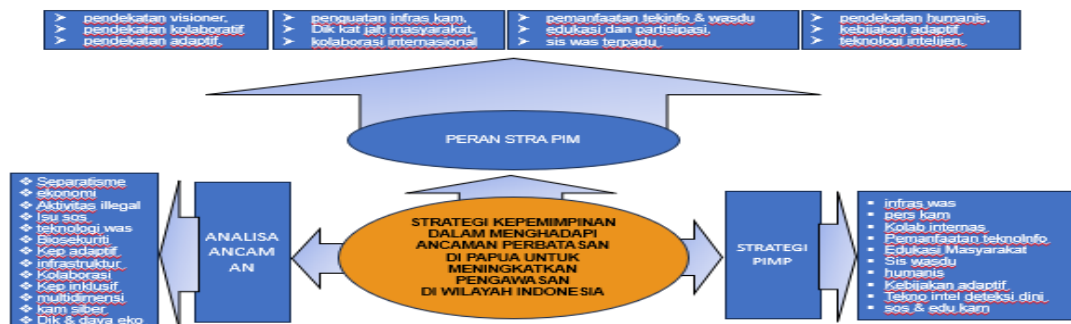 ➢ pendekatan visioner,
➢ pendekatan kolaboratif
➢ pendekatan adaptif,
➢ penguatan infras kam,
➢ Dik kat jah masyarakat,
➢ kolaborasi internasional
➢ pemanfaatan tekinfo & wasdu
➢ edukasi dan partisipasi,
➢ sis was terpadu
➢ pendekatan humanis,
➢ kebijakan adaptif
➢ teknologi intelijen,
PERAN STRA PIM
❖ Separatisme
❖ ekonomi
❖ Aktivitas illegal
❖ Isu sos
❖ teknologi was
❖ Biosekuriti
❖ Kep adaptif
❖ infrastruktur
❖ Kolaborasi
❖ Kep inklusif
❖ multidimensi
❖ kam siber
❖ Dik & daya eko
ANALISA
ANCAM
AN
STRATEGI KEPEMIMPINAN
DALAM MENGHADAPI
ANCAMAN PERBATASAN
DI PAPUA UNTUK
MENINGKATKAN
PENGAWASAN
DI WILAYAH INDONESIA
STRATEGI
PIMP
▪ infras was
▪ pers kam
▪ Kolab internas
▪ Pemanfaatan teknoInfo
▪ Edukasi Masyarakat
▪ Sis wasdu
▪ humanis
▪ Kebijakan adaptif
▪ Tekno intel deteksi dini
▪ sos & edu kam